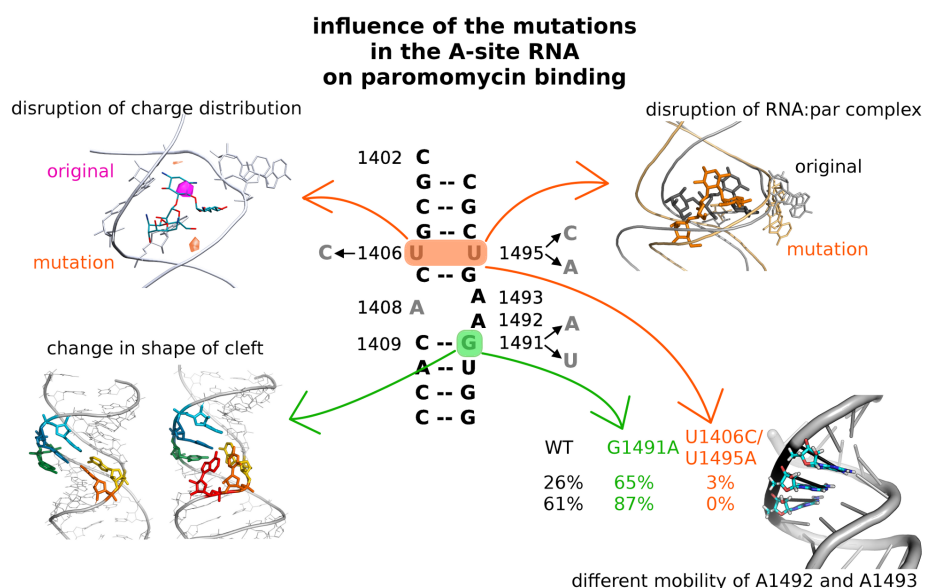 influence of the mutations
in the A-site RNA
on paromomycin binding
disruption of charge distribution
original
mutation
disruption of RNA:par complex
original
mutation
1402 C
G -- C
C -- G
G -- C
C 1406 U U 1495 C A
C -- G
A 1493
1408 A
A 1492
1409 C -- G 1491 A U
A -- U
C -- G
C -- G
change in shape of cleft
WT G1491A U1406C/
U1495A
26% 65% 3%
61% 87% 0%
different mobility of A1492 and A1493